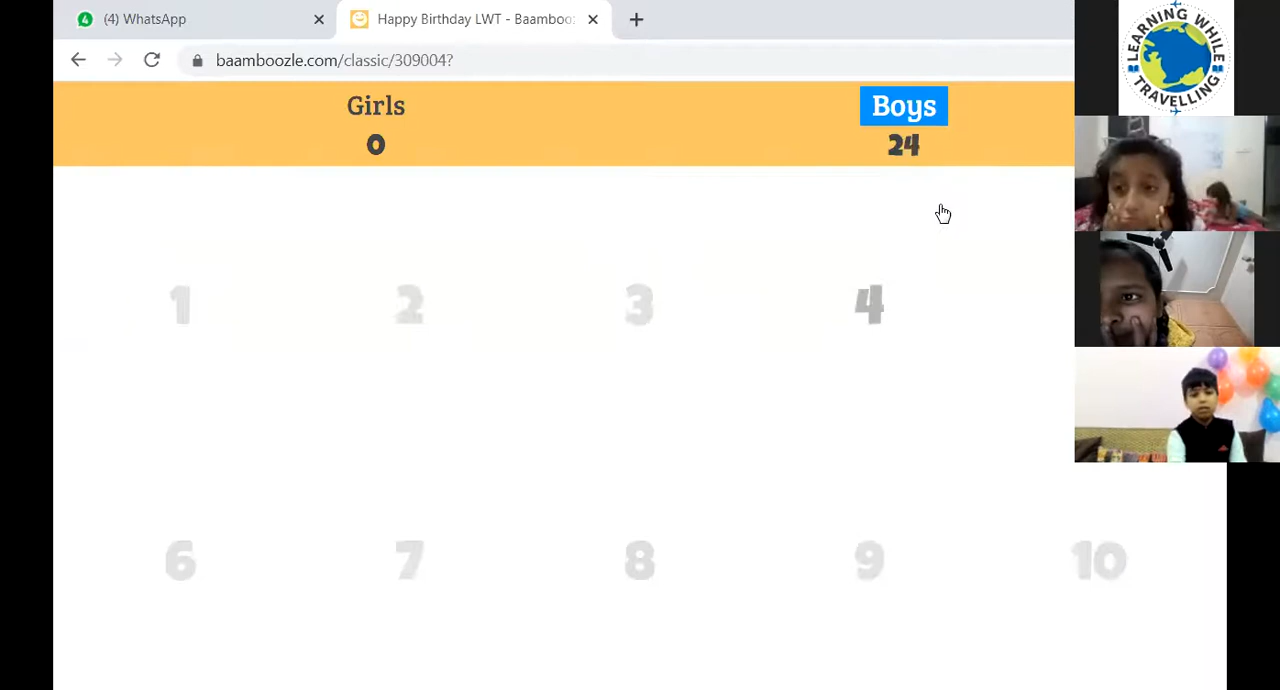 (4) WhatsApp
Happy Birthday LWT - Baambooz
baamboozle.com/classic/309004?
Girls
Boys
0
24
LEARNING WHILE
TRAVELLING
1
2
3
4
6
7
8
9
10